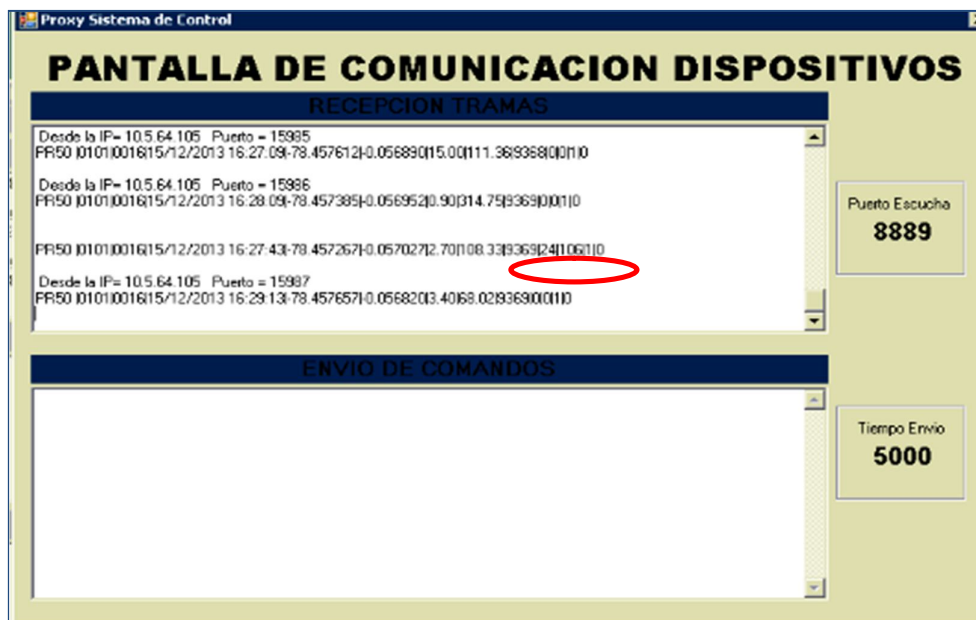 Proxy Sistema de Control
PANTALLA DE COMUNICACION DISPOSITIVOS
RECEPCION TRAMAS
Desde la IP= 10.5.64.105 Puerto = 15985
PR50 |0101|0016|15/12/2013 16:27:09|-78.457612|-0.056890|15.00|111.36|9368|0|0|1|0
Desde la IP= 10.5.64.105 Puerto = 15986
PR50 |0101|0016|15/12/2013 16:28:09|-78.457385|-0.056952|0.90|314.75|9369|0|0|1|0
PR50 |0101|0016|15/12/2013 16:27:43|-78.457267|-0.057027|2.70|108.33|9369|24|106|1|0
Desde la IP= 10.5.64.105 Puerto = 15987
PR50 |0101|0016|15/12/2013 16:29:13|-78.457657|-0.056820|3.40|68.02|9369|0|0|1|0
Puerto Escucha
8889
ENVIO DE COMANDOS
Tiempo Envio
5000